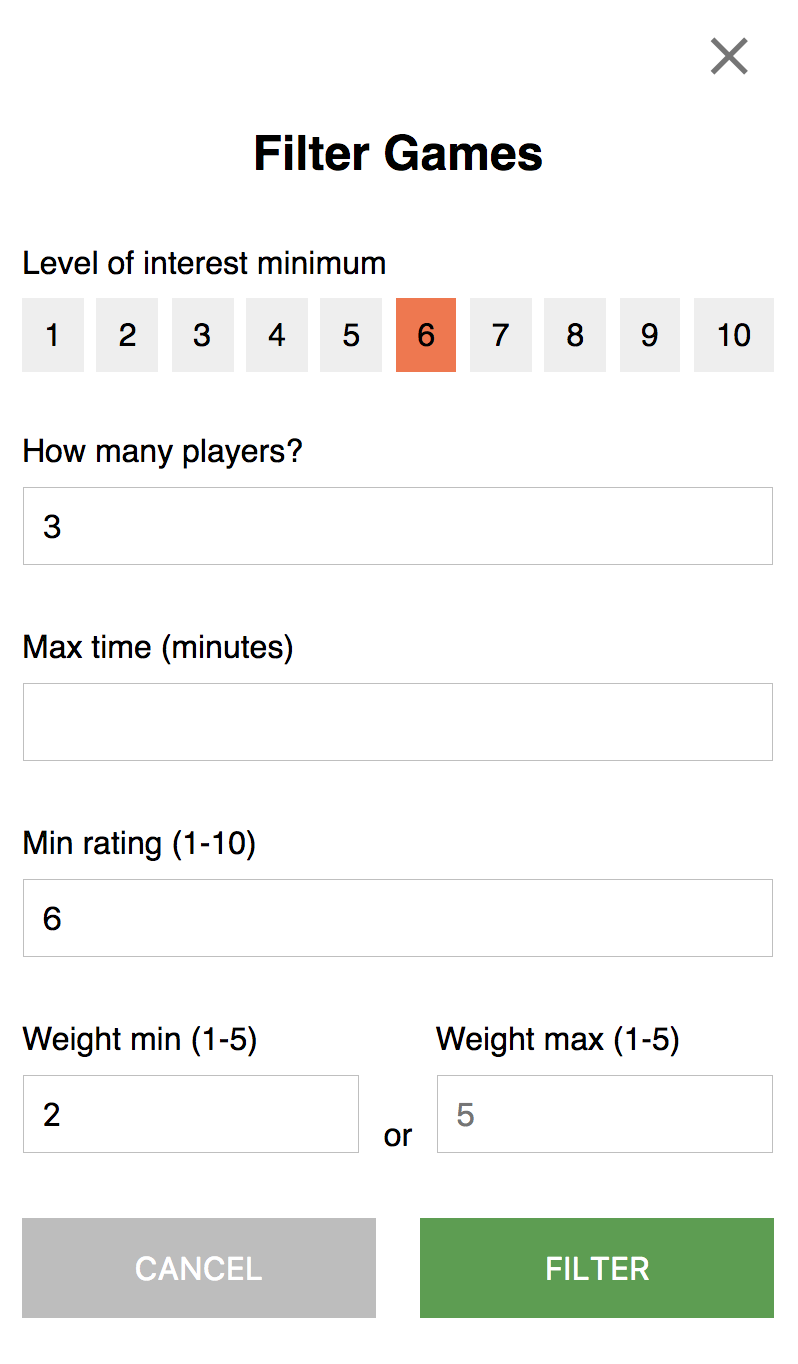 Filter Games
Level of interest minimum
1 2 3 4 5 6 7 8 9 10
How many players?
3
Max time (minutes)
Min rating (1-10)
6
Weight min (1-5) Weight max (1-5)
2 or 5
CANCEL FILTER